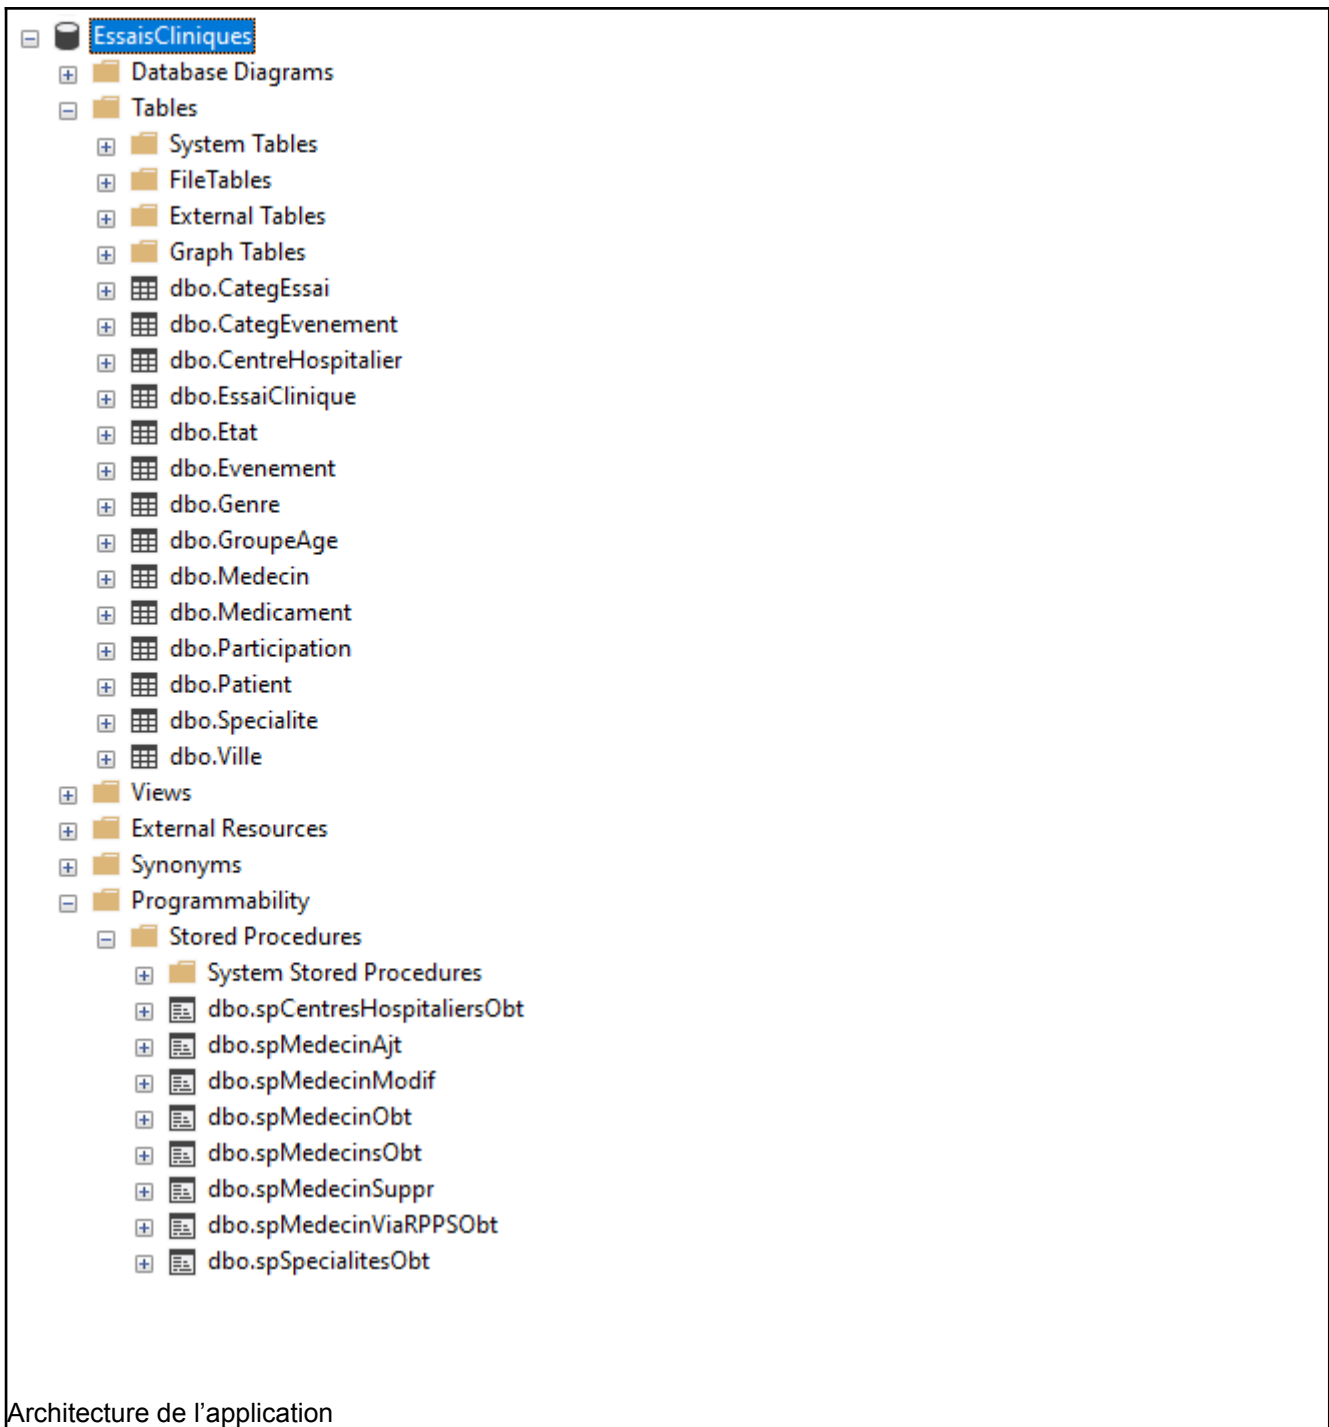 EssaisCliniques
Database Diagrams
Tables
System Tables
FileTables
External Tables
Graph Tables
dbo.CategEssai
dbo.CategEvenement
dbo.CentreHospitalier
dbo.EssaiClinique
dbo.Etat
dbo.Evenement
dbo.Genre
dbo.GroupeAge
dbo.Medecin
dbo.Medicament
dbo.Participation
dbo.Patient
dbo.Specialite
dbo.Ville
Views
External Resources
Synonyms
Programmability
Stored Procedures
System Stored Procedures
dbo.spCentresHospitaliersObt
dbo.spMedecinAjt
dbo.spMedecinModif
dbo.spMedecinObt
dbo.spMedecinsObt
dbo.spMedecinSuppr
dbo.spMedecinViaRPPSObt
dbo.spSpecialitesObt
Architecture de l’application